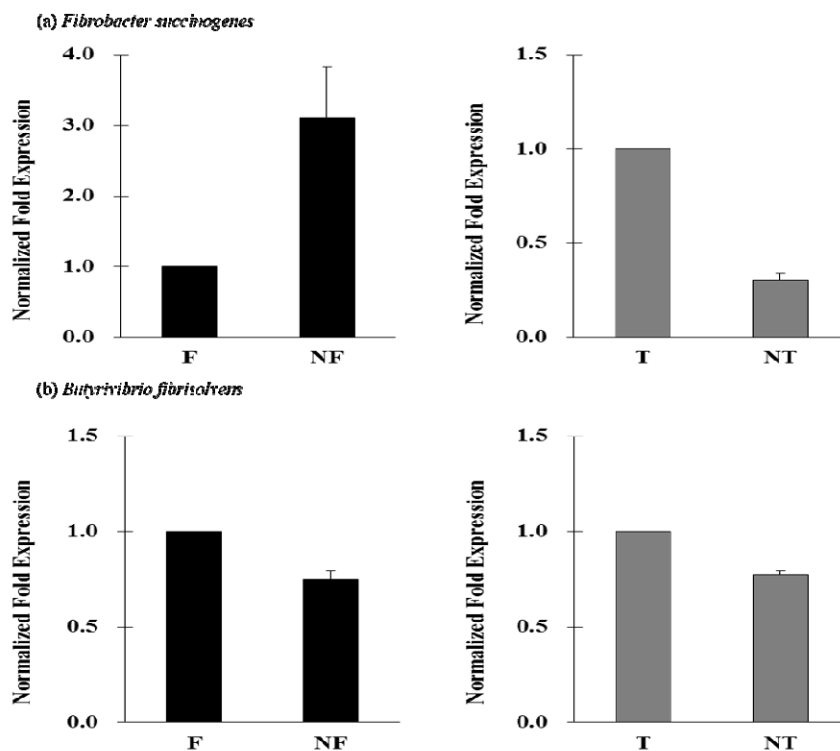 (a) Fibrobacter succinogenes
Normalized Fold Expression
4.0
3.0
2.0
1.0
0.0
F NF
Normalized Fold Expression
1.5
1.0
0.5
0.0
T NT
(b) Butyrivibrio fibrisolvens
Normalized Fold Expression
1.5
1.0
0.5
0.0
F NF
Normalized Fold Expression
1.5
1.0
0.5
0.0
T NT